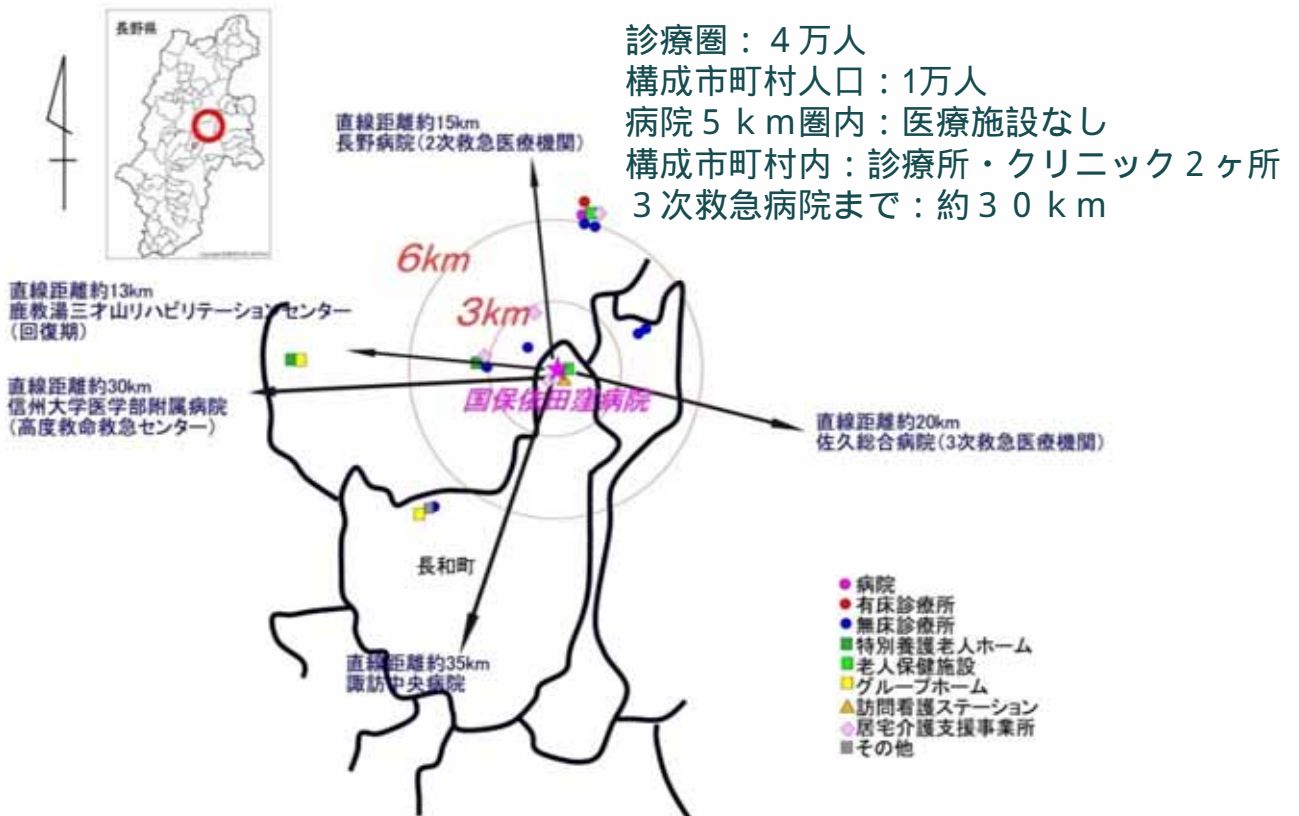 長野県
診療圏：４万人
構成市町村人口：1万人
病院５ｋｍ圏内：医療施設なし
構成市町村内：診療所・クリニック２ヶ所
３次救急病院まで：約３０ｋｍ
直線距離約15km
長野病院(2次救急医療機関)
6km
3km
直線距離約13km
鹿教湯三才山リハビリテーションセンター
(回復期)
直線距離約30km
信州大学医学部附属病院
(高度救命救急センター)
国保依田窪病院
直線距離約20km
佐久総合病院(3次救急医療機関)
長和町
直線距離約35km
諏訪中央病院
病院
有床診療所
無床診療所
特別養護老人ホーム
老人保健施設
グループホーム
訪問看護ステーション
居宅介護支援事業所
その他